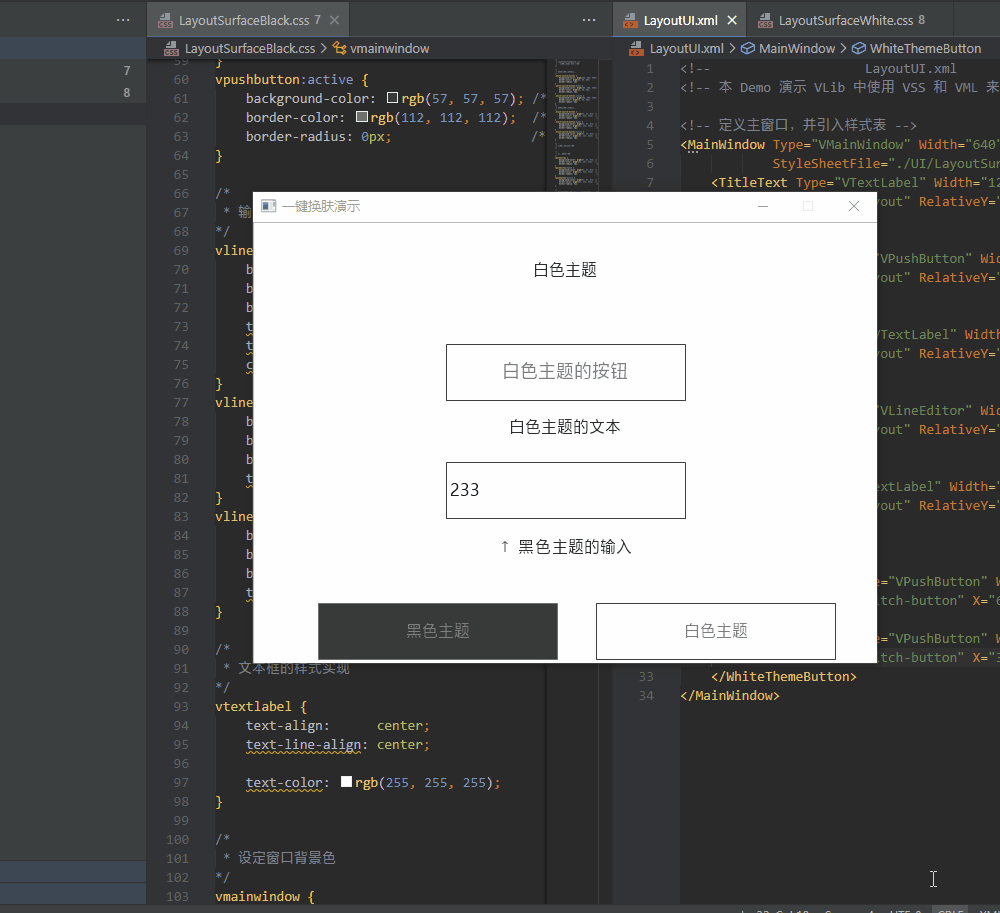 LayoutSurfaceBlack.css 7
LayoutSurfaceBlack.css > vmainwindow
7
8
59 }
60 vpushbutton:active {
61 background-color: rgb(57, 57, 57); /*
62 border-color: rgb(112, 112, 112); /*
63 border-radius: 0px; /*
64 }
65
66 /*
67 * 输
68 */
69 vline
70 b
71 b
72 b
73 t
74 t
75 c
76 }
77 vline
78 b
79 b
80 b
81 t
82 }
83 vline
84 b
85 b
86 b
87 t
88 }
89
90 /*
91 * 文本框的样式实现
92 */
93 vtextlabel {
94 text-align: center;
95 text-line-align: center;
96
97 text-color: rgb(255, 255, 255);
98 }
99
100 /*
101 * 设定窗口背景色
102 */
103 vmainwindow {
LayoutUI.xml
LayoutSurfaceWhite.css 8
LayoutUI.xml > MainWindow > WhiteThemeButton
1 <!-- LayoutUI.xml
2 <!-- 本 Demo 演示 VLib 中使用 VSS 和 VML 来
3
4 <!-- 定义主窗口，并引入样式表 -->
5 <MainWindow Type="VMainWindow" Width="640"
6 StyleSheetFile="./UI/LayoutSur
7 <TitleText Type="VTextLabel" Width="12
yout" RelativeY=
"VPushButton" Wid
yout" RelativeY=
TextLabel" Width
yout" RelativeY=
"VLineEditor" Wid
yout" RelativeY=
extLabel" Width=
yout" RelativeY=
e="VPushButton" W
itch-button" X="6
e="VPushButton" W
itch-button" X="3
33 </WhiteThemeButton>
34 </MainWindow>
一键换肤演示
白色主题
白色主题的按钮
白色主题的文本
233
↑ 黑色主题的输入
黑色主题
白色主题